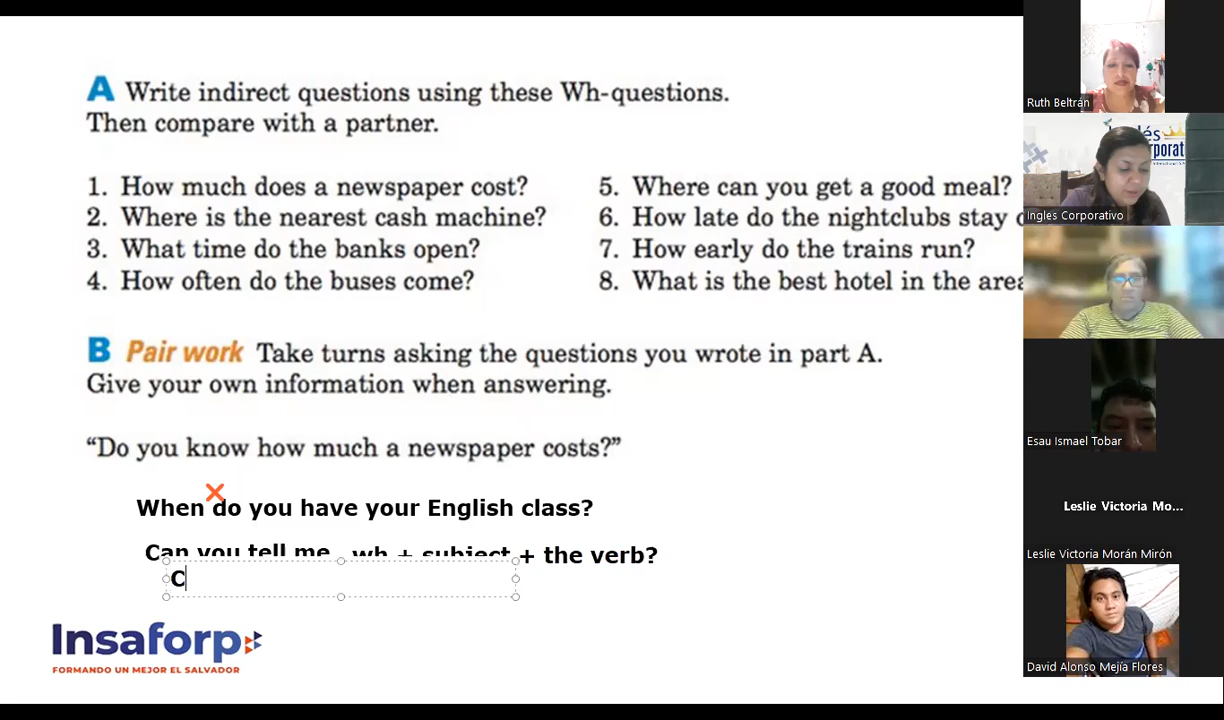 A Write indirect questions using these Wh-questions.
Then compare with a partner.
1. How much does a newspaper cost?
2. Where is the nearest cash machine?
3. What time do the banks open?
4. How often do the buses come?
5. Where can you get a good meal?
6. How late do the nightclubs stay
7. How early do the trains run?
8. What is the best hotel in the area
B Pair work Take turns asking the questions you wrote in part A.
Give your own information when answering.
“Do you know how much a newspaper costs?”
When do you have your English class?
Can you tell me wh + subject + the verb?
C
Insaforp
FORMANDO UN MEJOR EL SALVADOR
Ruth Beltrán
Inglés
Ingles Corporativo
Esau Ismael Tobar
Leslie Victoria Mo...
Leslie Victoria Morán Mirón
David Alonso Mejía Flores